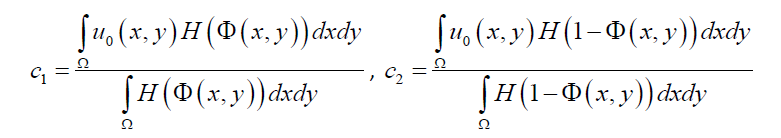 $$c_1 = \frac{\int_{\Omega} u_0(x,y) H(\Phi(x,y)) dxdy}{\int_{\Omega} H(\Phi(x,y)) dxdy}, \; c_2 = \frac{\int_{\Omega} u_0(x,y) H(1-\Phi(x,y)) dxdy}{\int_{\Omega} H(1-\Phi(x,y)) dxdy}$$